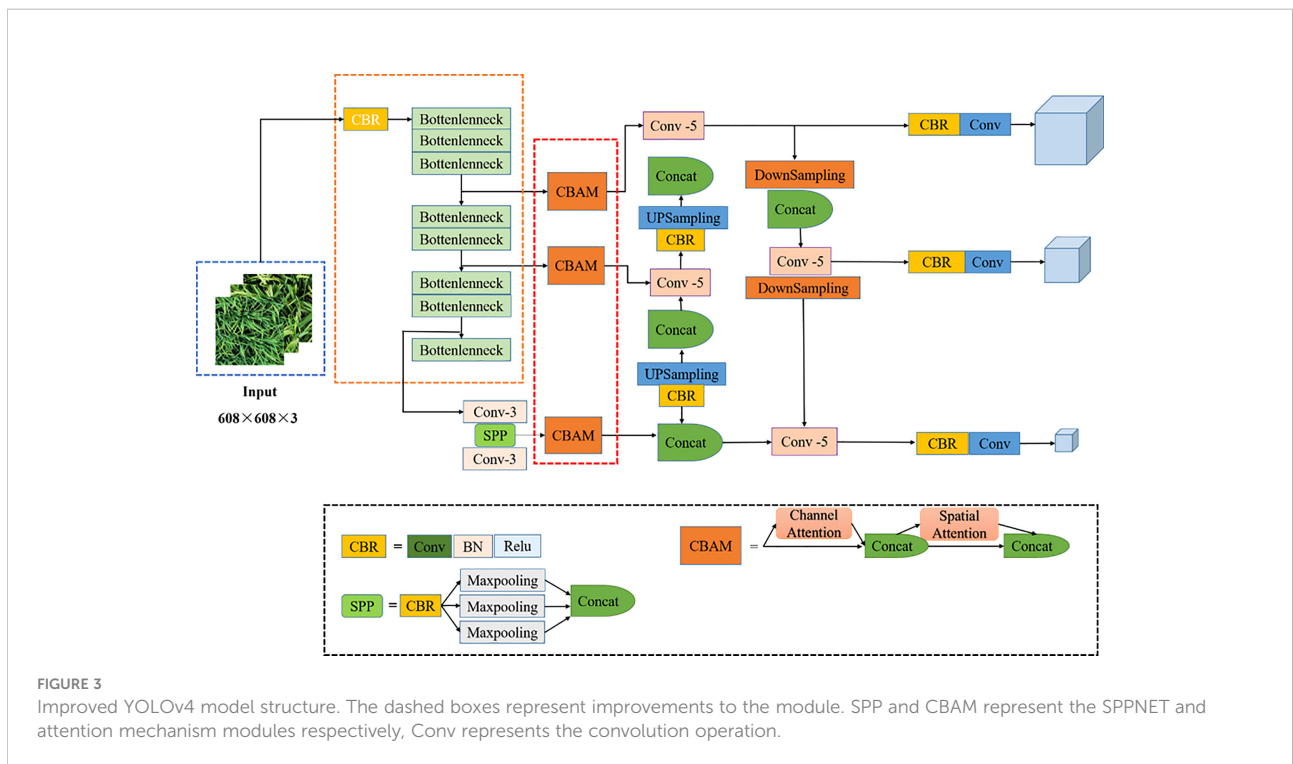 CBR
Bottenlenneck
Bottenlenneck
Bottenlenneck
Bottenlenneck
Bottenlenneck
Bottenlenneck
Bottenlenneck
Bottenlenneck
Input
608×608×3
Conv-3
SPP
Conv-3
CBAM
CBAM
CBAM
Conv -5
Concat
UPSampling
CBR
Conv -5
Concat
UPSampling
CBR
Concat
DownSampling
Concat
Conv -5
DownSampling
Conv -5
CBR Conv
CBR Conv
CBR Conv
CBR = Conv BN Relu
SPP = CBR
Maxpooling
Maxpooling
Maxpooling
Concat
CBAM =
Channel
Attention
Concat
Spatial
Attention
Concat
FIGURE 3
Improved YOLOv4 model structure. The dashed boxes represent improvements to the module. SPP and CBAM represent the SPPNET and
attention mechanism modules respectively, Conv represents the convolution operation.